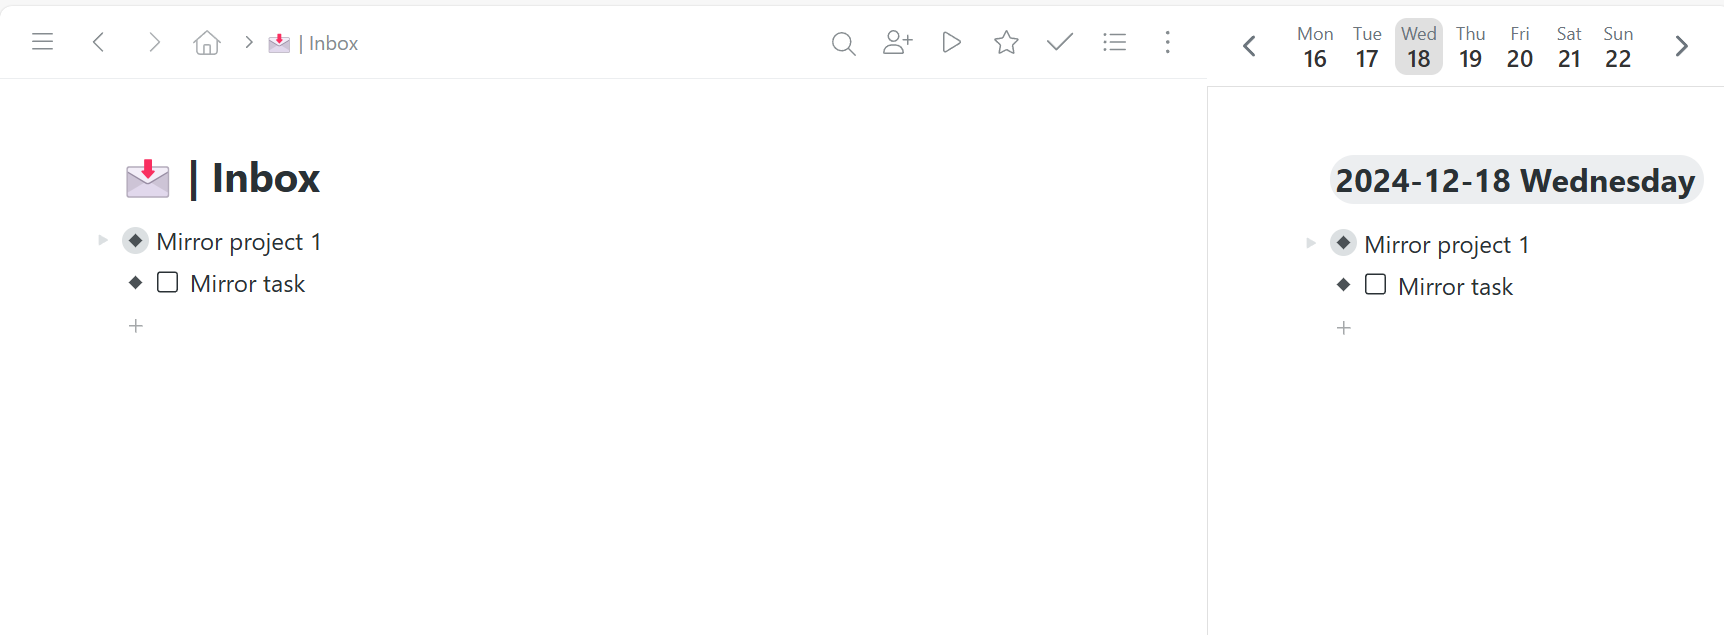 | Inbox
Mon Tue Wed Thu Fri Sat Sun
16 17 18 19 20 21 22
| Inbox
Mirror project 1
Mirror task
2024-12-18 Wednesday
Mirror project 1
Mirror task